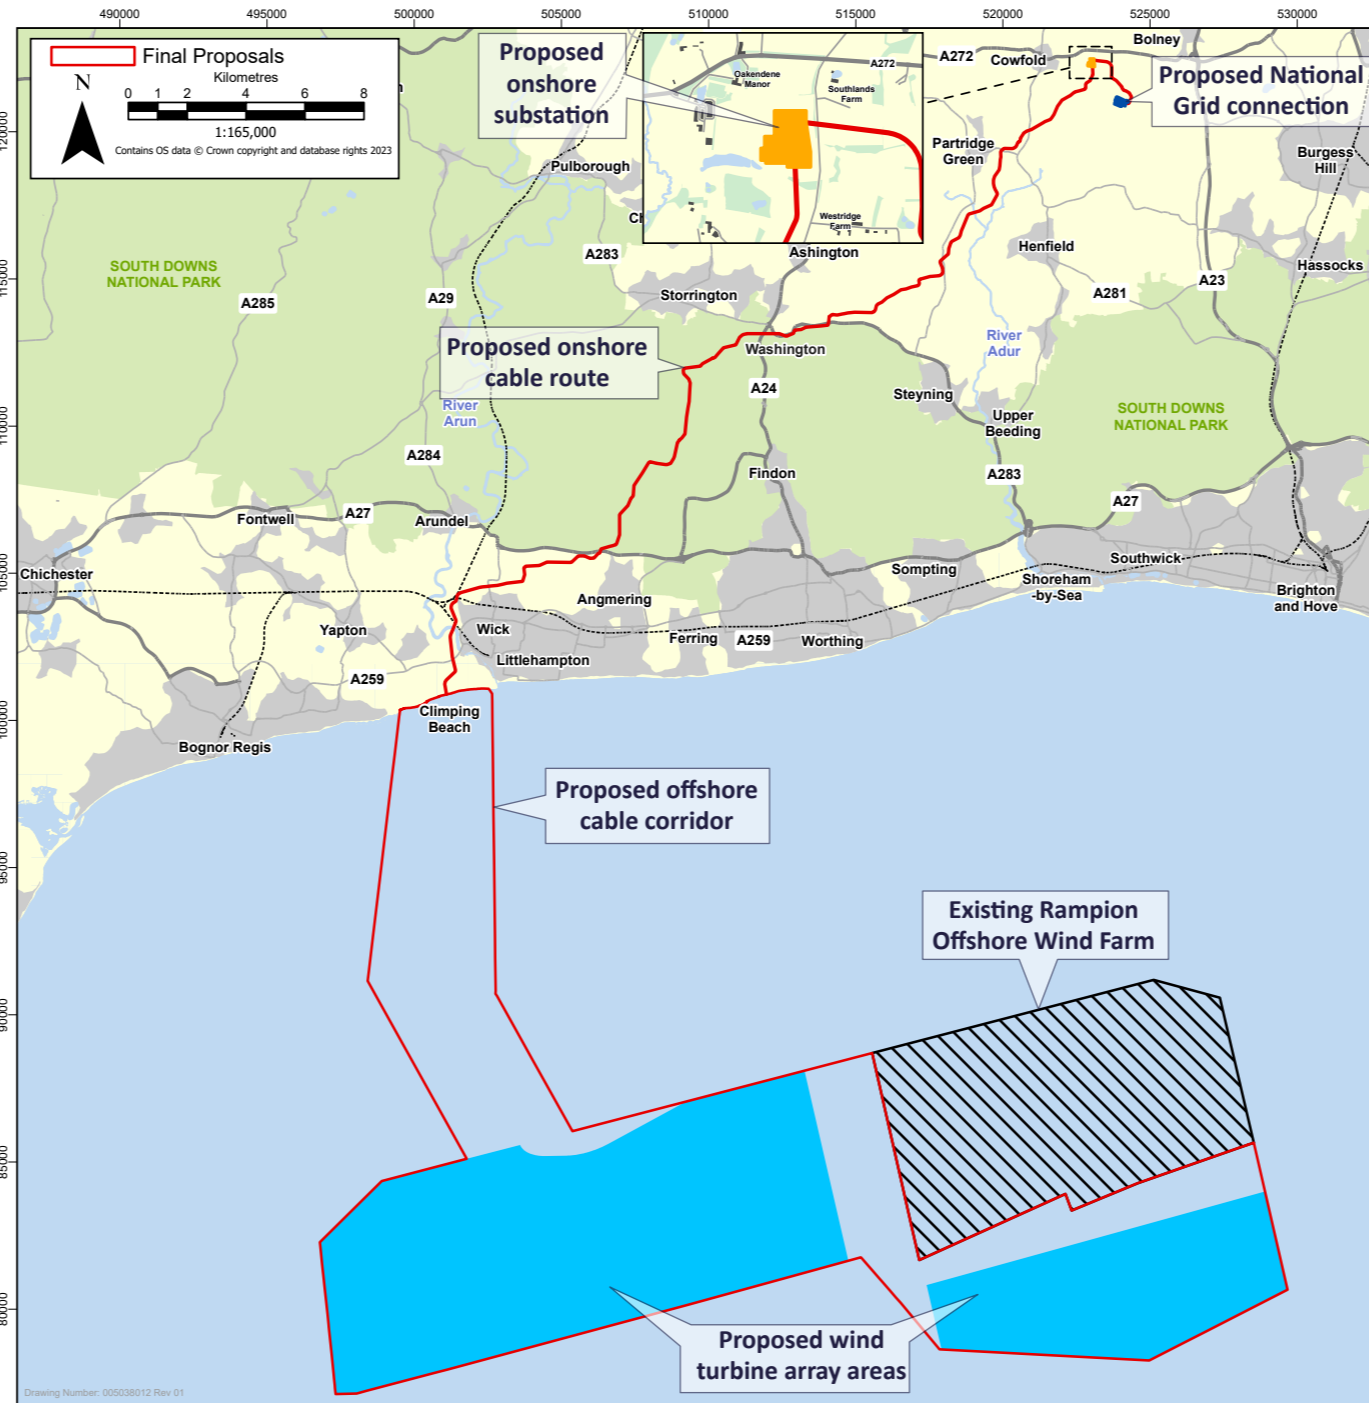 490000
495000
500000
505000
510000
515000
520000
525000
530000
Final Proposals
N
Kilometres
0 1 2 4 6 8
1:165,000
Contains OS data © Crown copyright and database rights 2023
Proposed
onshore
substation
Oakendene
Manor
A272
Southlands
Farm
Westridge
Farm
A272
Cowfold
Bolney
Proposed National
Grid connection
120000
Pulborough
Partridge
Green
Burgess
Hill
SOUTH DOWNS
NATIONAL PARK
A283
Ashington
Henfield
Hassocks
115000
A285
A29
Storrington
A281
A23
Proposed onshore
cable route
Washington
River
Adur
110000
River
Arun
A24
Steyning
Upper
Beeding
SOUTH DOWNS
NATIONAL PARK
A284
Findon
A283
A27
Fontwell
A27
Arundel
105000
Chichester
Angmering
Sompting
Southwick
Shoreham
-by-Sea
Brighton
and Hove
Yapton
Wick
Ferring
A259
Worthing
Littlehampton
A259
100000
Climping
Beach
Bognor Regis
Proposed offshore
cable corridor
95000
Existing Rampion
Offshore Wind Farm
90000
85000
80000
Proposed wind
turbine array areas
Drawing Number: 005038012 Rev 01